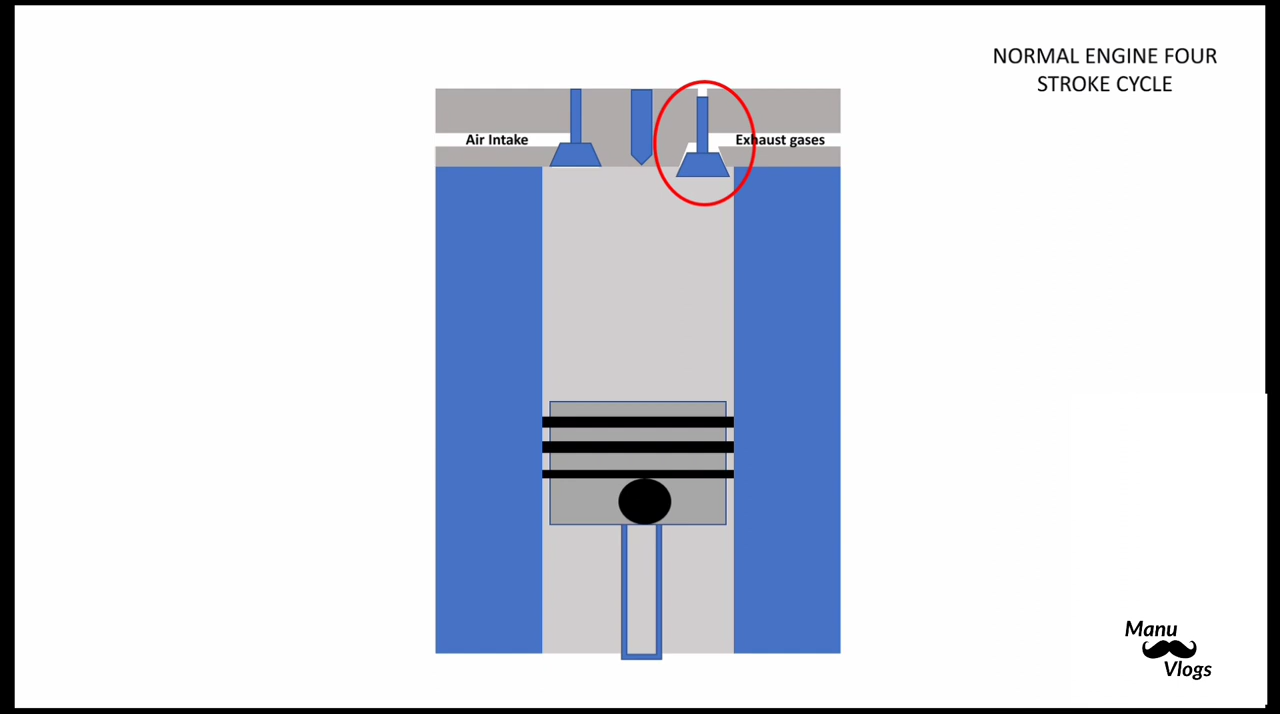 NORMAL ENGINE FOUR
STROKE CYCLE
Air Intake
Exhaust gases
Manu
Vlogs